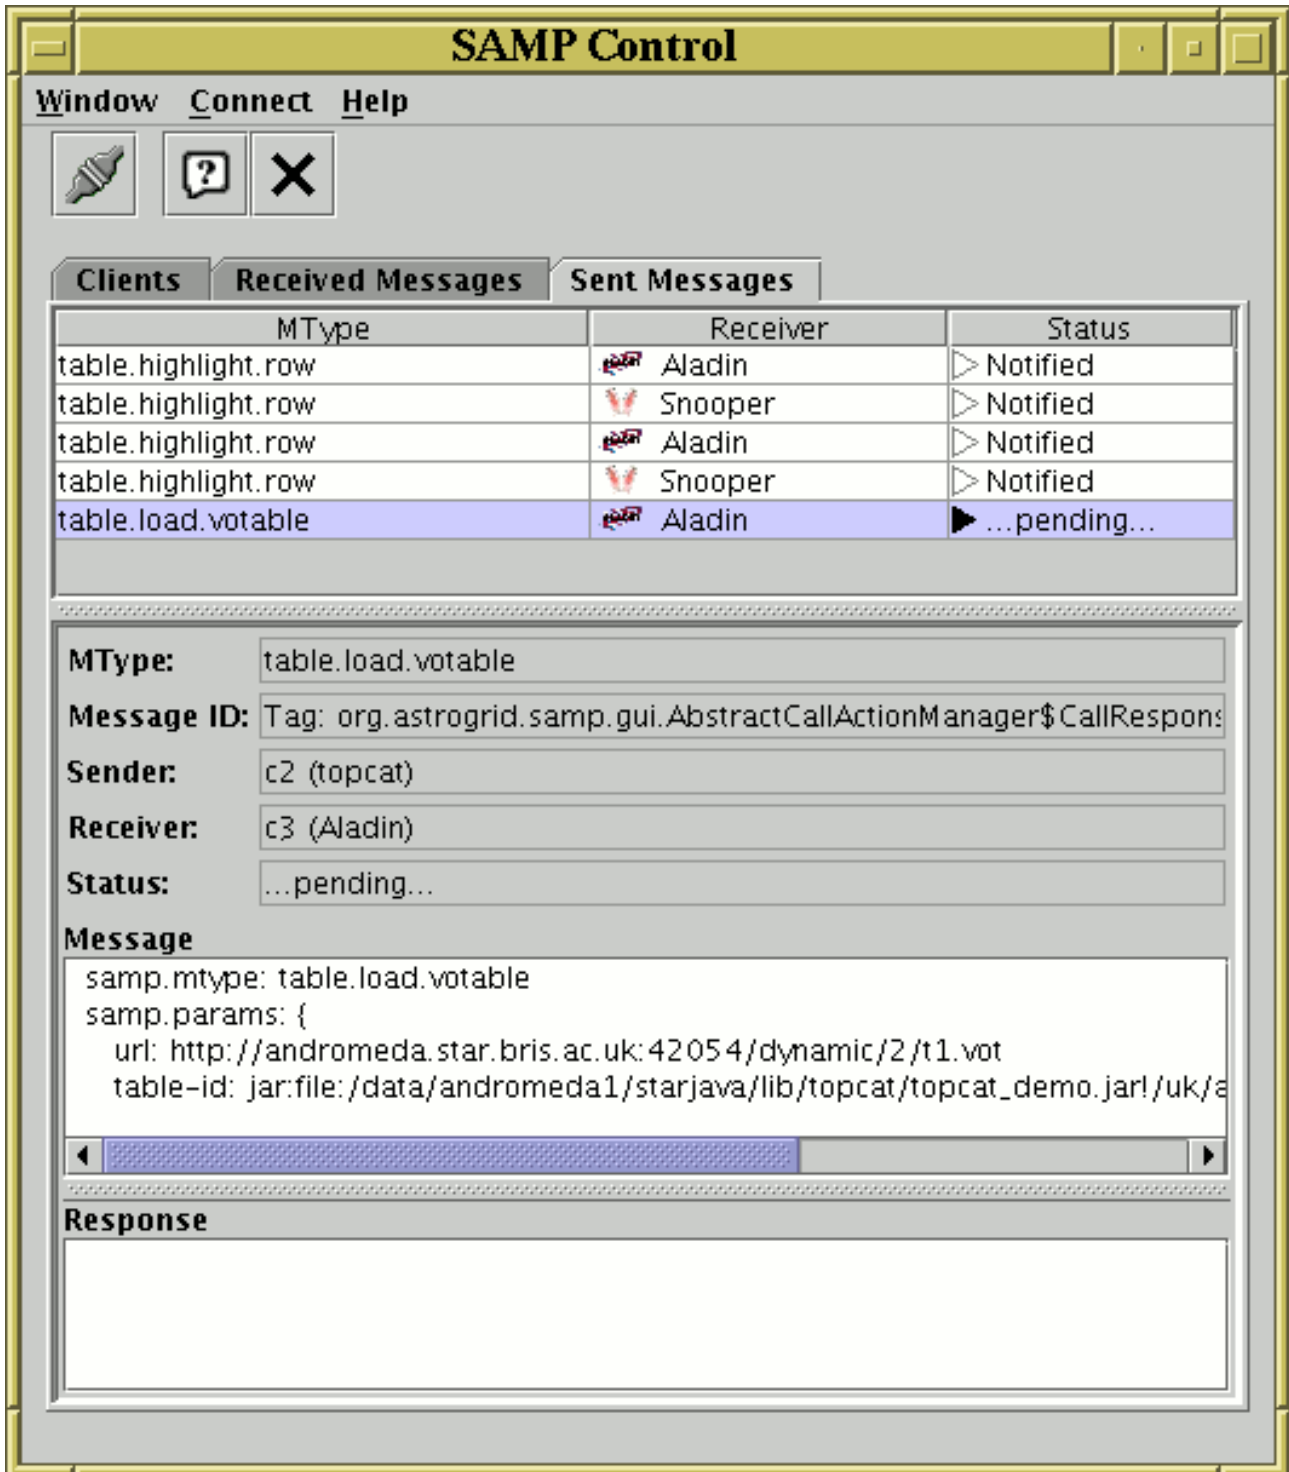 SAMP Control
Window Connect Help
?
Clients Received Messages Sent Messages
MType Receiver Status
table.highlight.row Aladin Notified
table.highlight.row Snooper Notified
table.highlight.row Aladin Notified
table.highlight.row Snooper Notified
table.load.votable Aladin ...pending...
MType: table.load.votable
Message ID: Tag: org.astrogrid.samp.gui.AbstractCallActionManager$CallRespons
Sender: c2 (topcat)
Receiver: c3 (Aladin)
Status: ...pending...
Message
samp.mtype: table.load.votable
samp.params: {
url: http://andromeda.star.bris.ac.uk:42054/dynamic/2/t1.vot
table-id: jar:file:/data/andromeda1/starjava/lib/topcat/topcat_demo.jar!/uk/a
Response